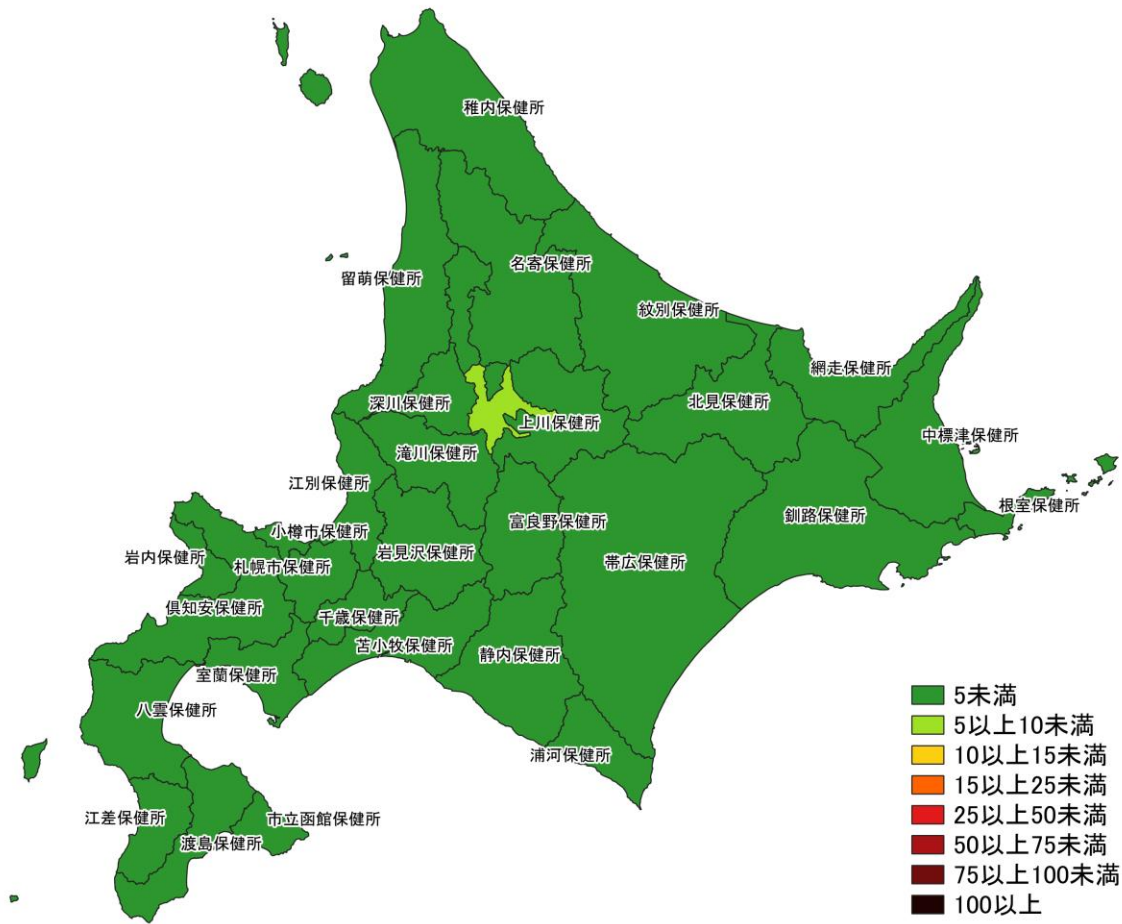 稚内保健所
名寄保健所
留萌保健所
紋別保健所
網走保健所
深川保健所
北見保健所
上川保健所
中標津保健所
滝川保健所
江別保健所
根室保健所
釧路保健所
富良野保健所
小樽市保健所
岩見沢保健所
岩内保健所
札幌市保健所
帯広保健所
倶知安保健所
千歳保健所
苫小牧保健所
静内保健所
室蘭保健所
八雲保健所
浦河保健所
江差保健所
市立函館保健所
渡島保健所
5未満
5以上10未満
10以上15未満
15以上25未満
25以上50未満
50以上75未満
75以上100未満
100以上